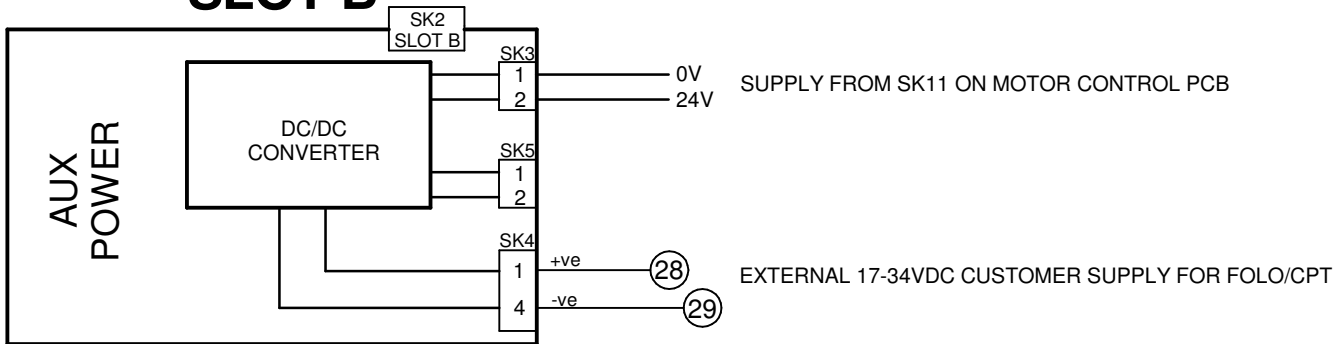 SLOT B
SK2
SLOT B
SK3
1
2
0V
24V
SUPPLY FROM SK11 ON MOTOR CONTROL PCB
DC/DC
CONVERTER
AUX
POWER
SK5
1
2
SK4
1
+ve
28
EXTERNAL 17-34VDC CUSTOMER SUPPLY FOR FOLO/CPT
4
-ve
29